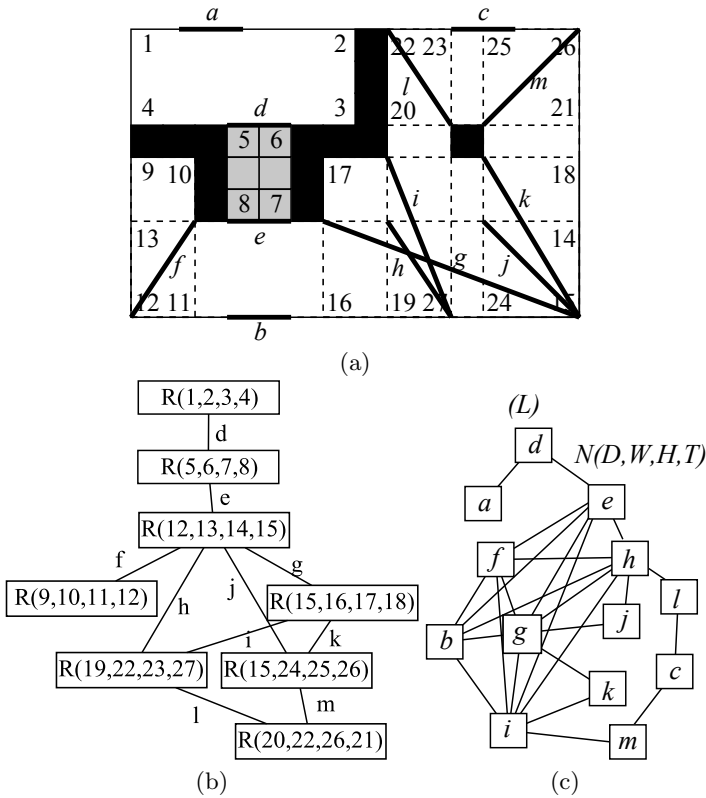 a c
1 2 22 23 25 26
l m
4 d 3 20 21
5 6
9 10 17 18
8 7 i k
13 e 14
f h g j
12 11 16 19 27 24 15
b
(a)
R(1,2,3,4)
d
R(5,6,7,8)
e
R(12,13,14,15)
f g
h j
R(9,10,11,12) R(15,16,17,18)
i k
R(19,22,23,27) R(15,24,25,26)
l m
R(20,22,26,21)
(b)
(L)
d N(D,W,H,T)
a e
f h
l
b g j
c
k
i m
(c)